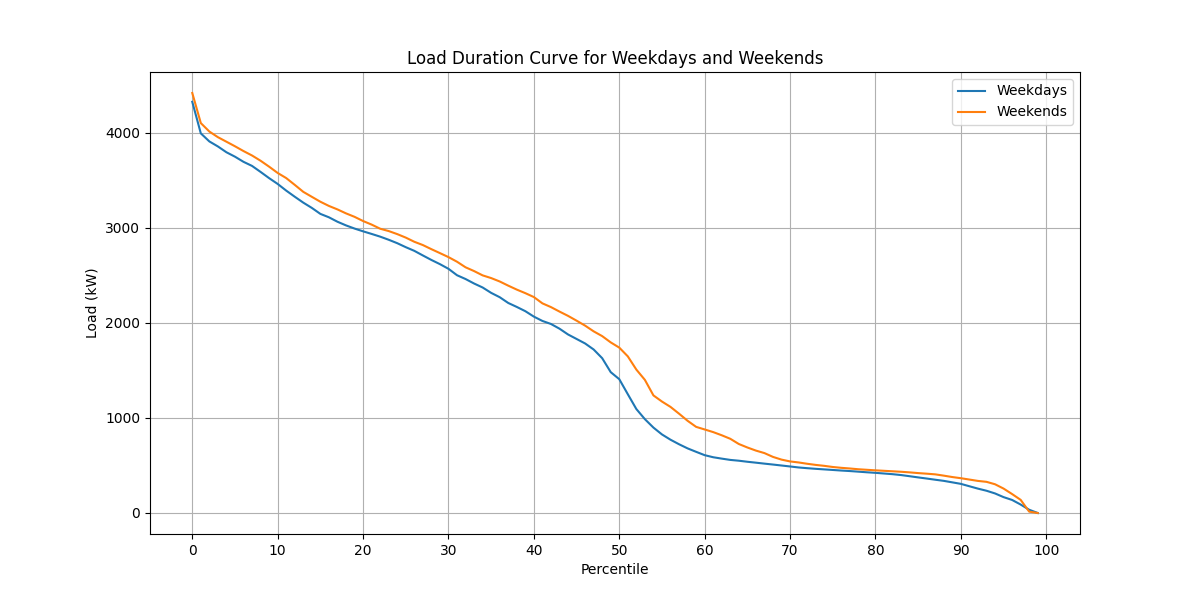 Load Duration Curve for Weekdays and Weekends
Weekdays
Weekends
Load (kW)
4000
3000
2000
1000
0
0 10 20 30 40 50 60 70 80 90 100
Percentile